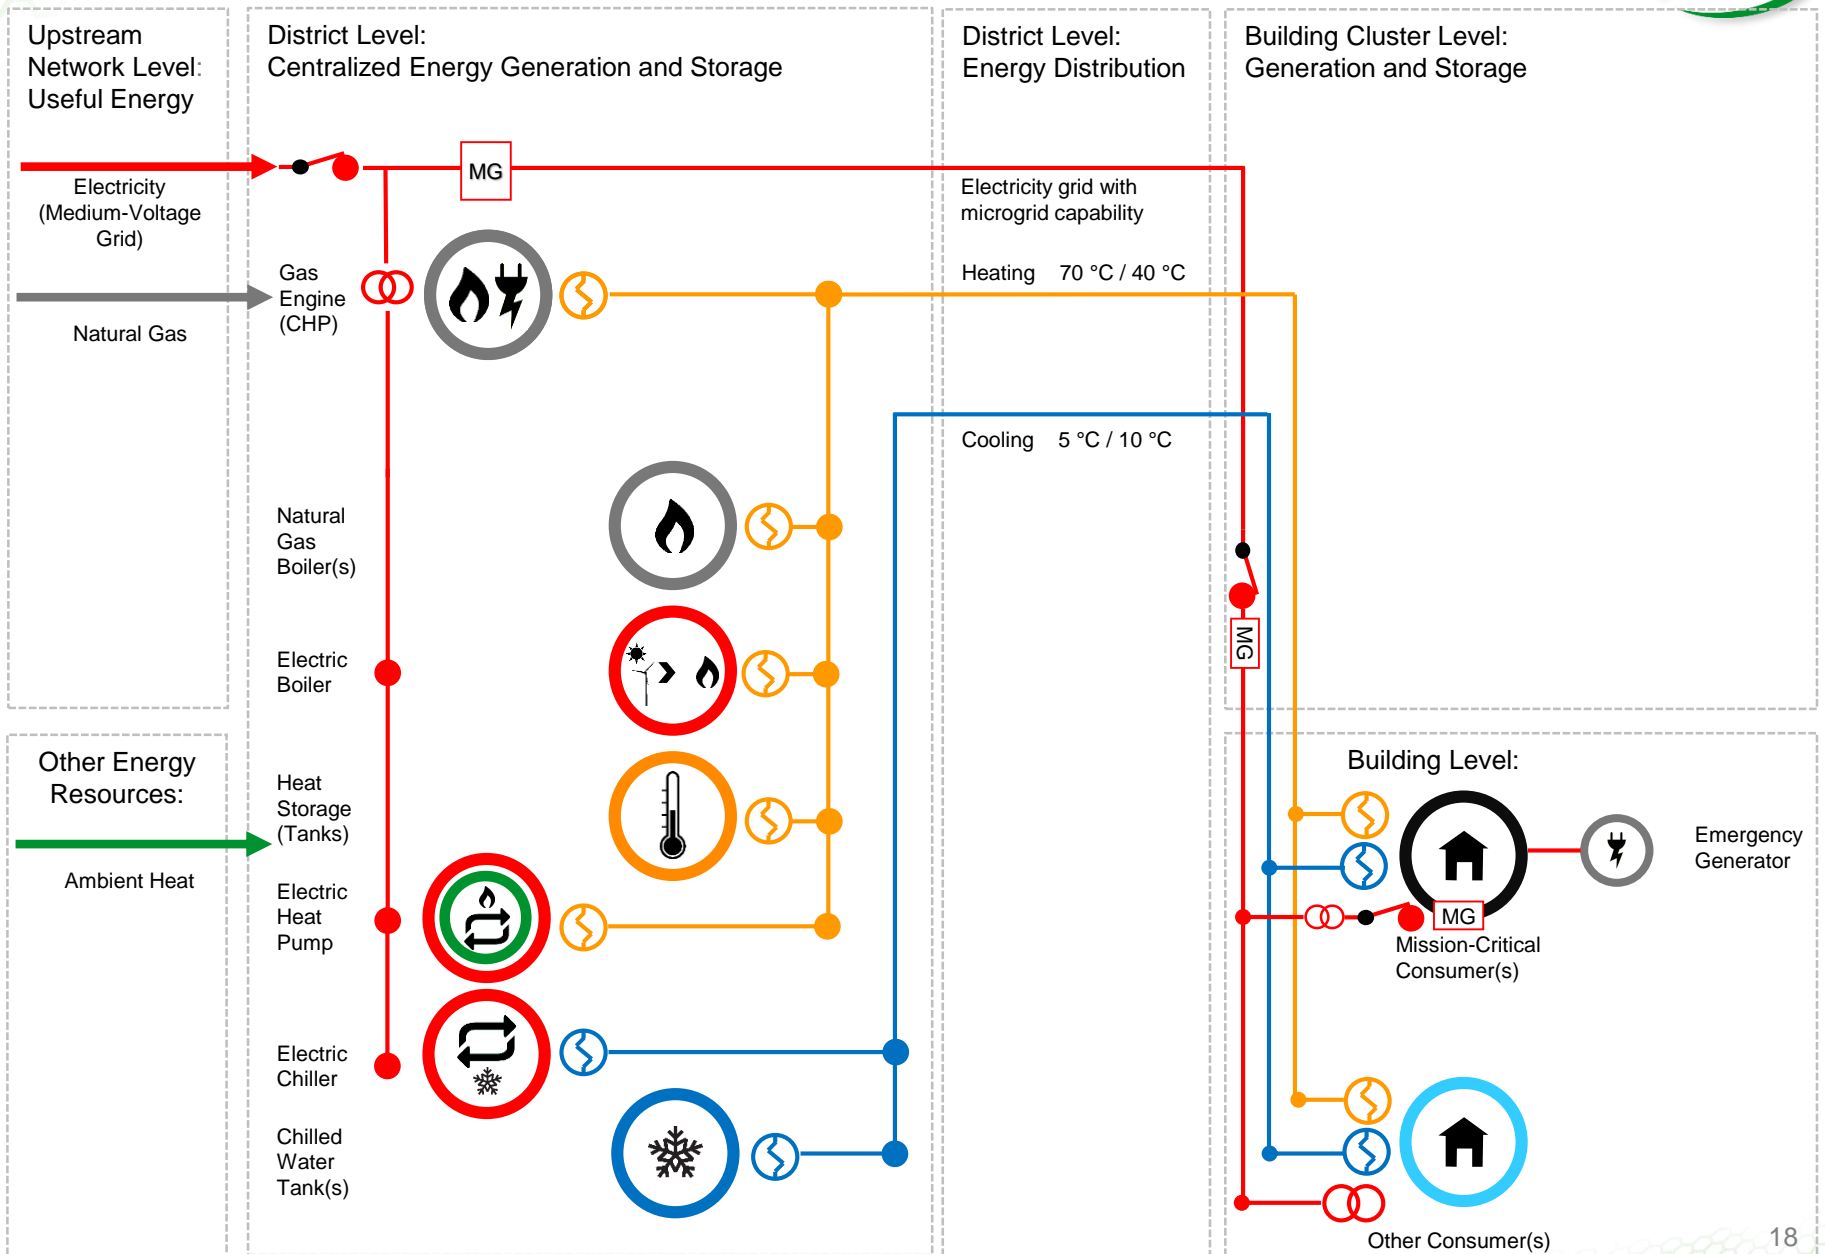 Upstream
Network Level:
Useful Energy
District Level:
Centralized Energy Generation and Storage
District Level:
Energy Distribution
Building Cluster Level:
Generation and Storage
Electricity
(Medium-Voltage
Grid)
MG
Electricity grid with
microgrid capability
Natural Gas
Gas
Engine
(CHP)
Heating 70 °C / 40 °C
Cooling 5 °C / 10 °C
Natural
Gas
Boiler(s)
Electric
Boiler
MG
Other Energy
Resources:
Ambient Heat
Heat
Storage
(Tanks)
Electric
Heat
Pump
Electric
Chiller
Chilled
Water
Tank(s)
Building Level:
Emergency
Generator
MG
Mission-Critical
Consumer(s)
Other Consumer(s)
18